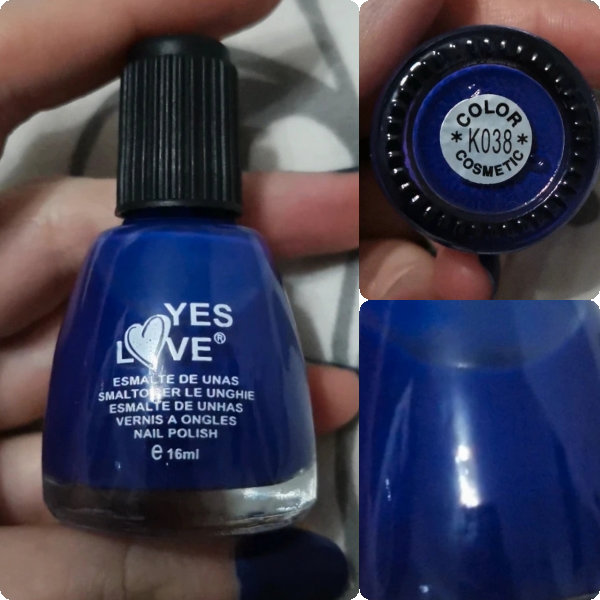 YES
LOVE®
ESMALTE DE UNAS
SMALTO PER LE UNGHIE
ESMALTE DE UNHAS
VERNIS A ONGLES
NAIL POLISH
e 16ml
COLOR
* K038 *
COSMETIC